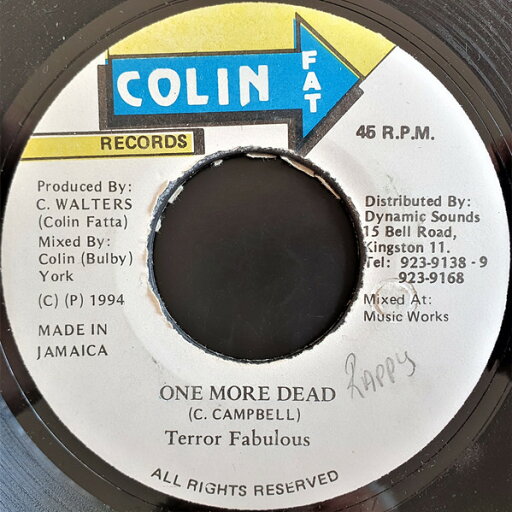 COLIN
FAT
RECORDS
45 R.P.M.
Produced By:
C. WALTERS
(Colin Fatta)
Mixed By:
Colin (Bulby)
York
(C) (P) 1994
MADE IN
JAMAICA
Distributed By:
Dynamic Sounds
15 Bell Road,
Kingston 11.
Tel: 923-9138 - 9
923-9168
Mixed At:
Music Works
RAPPY
ONE MORE DEAD
(C. CAMPBELL)
Terror Fabulous
ALL RIGHTS RESERVED